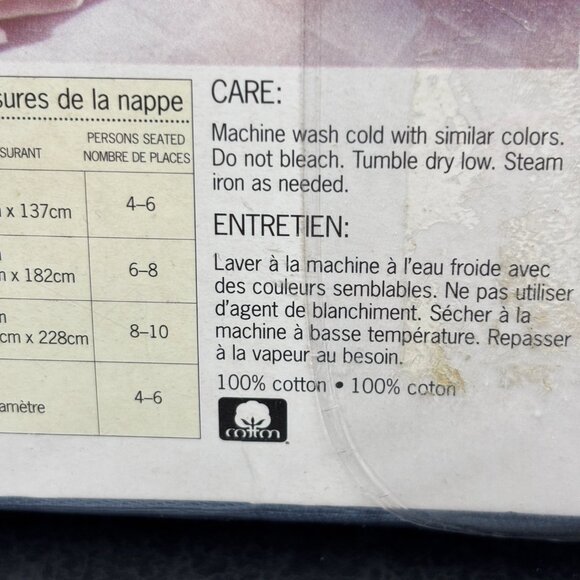 sures de la nappe
SURANT
PERSONS SEATED
NOMBRE DE PLACES
x 137cm
4–6
x 182cm
6–8
cm x 228cm
8–10
amètre
4–6
CARE:
Machine wash cold with similar colors.
Do not bleach. Tumble dry low. Steam
iron as needed.
ENTRETIEN:
Laver à la machine à l'eau froide avec
des couleurs semblables. Ne pas utiliser
d'agent de blanchiment. Sécher à la
machine à basse température. Repasser
à la vapeur au besoin.
100% cotton • 100% coton
cotton